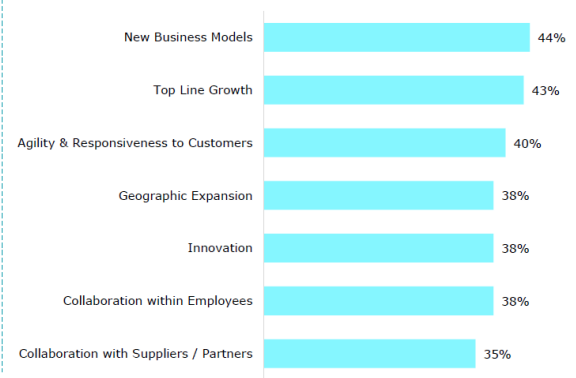 New Business Models 44%
Top Line Growth 43%
Agility & Responsiveness to Customers 40%
Geographic Expansion 38%
Innovation 38%
Collaboration within Employees 38%
Collaboration with Suppliers / Partners 35%